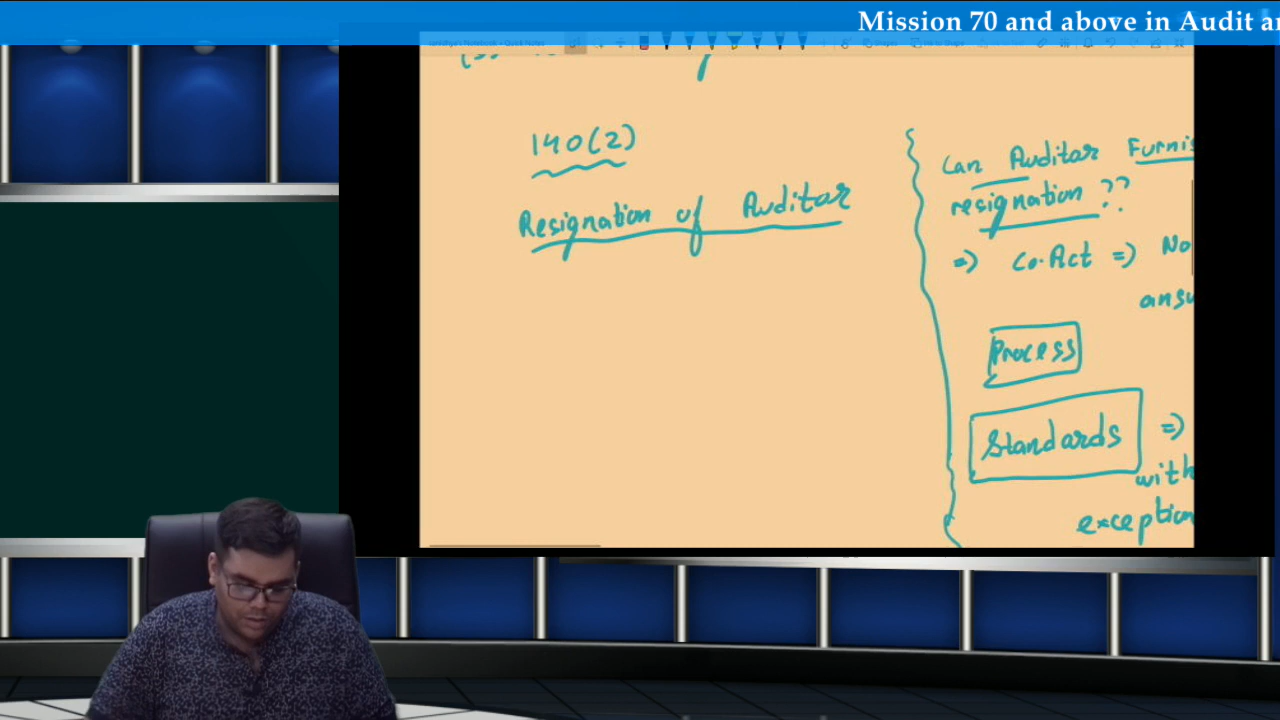 Mission 70 and above in Audit a
140(2)
Resignation of Auditor
Can Auditor Furnis
resignation ??
=> Co. Act => No
answ
Process
Standards =>
with
exception